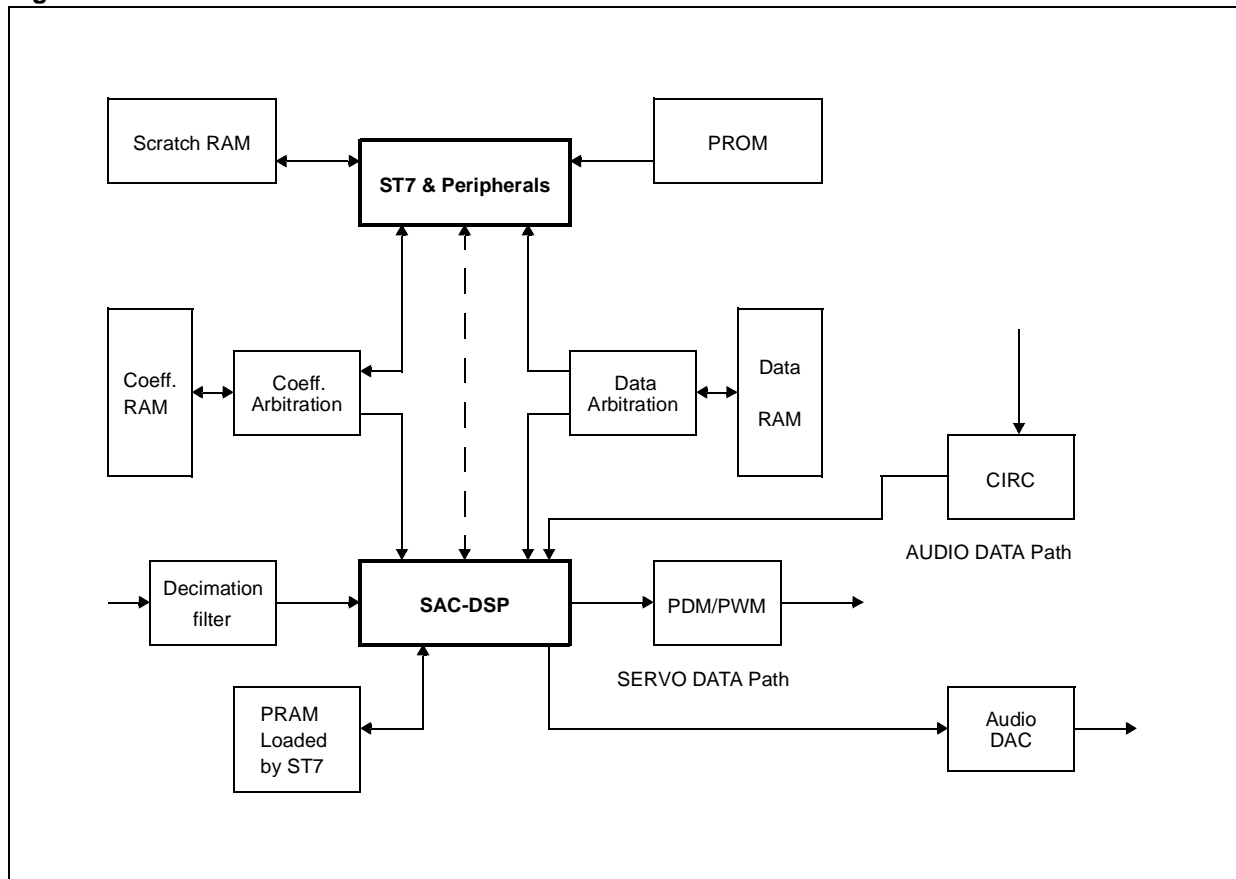 Scratch RAM
PROM
ST7 & Peripherals
Coeff.
RAM
Coeff.
Arbitration
Data
Arbitration
Data
RAM
CIRC
AUDIO DATA Path
Decimation
filter
SAC-DSP
PDM/PWM
SERVO DATA Path
PRAM
Loaded
by ST7
Audio
DAC